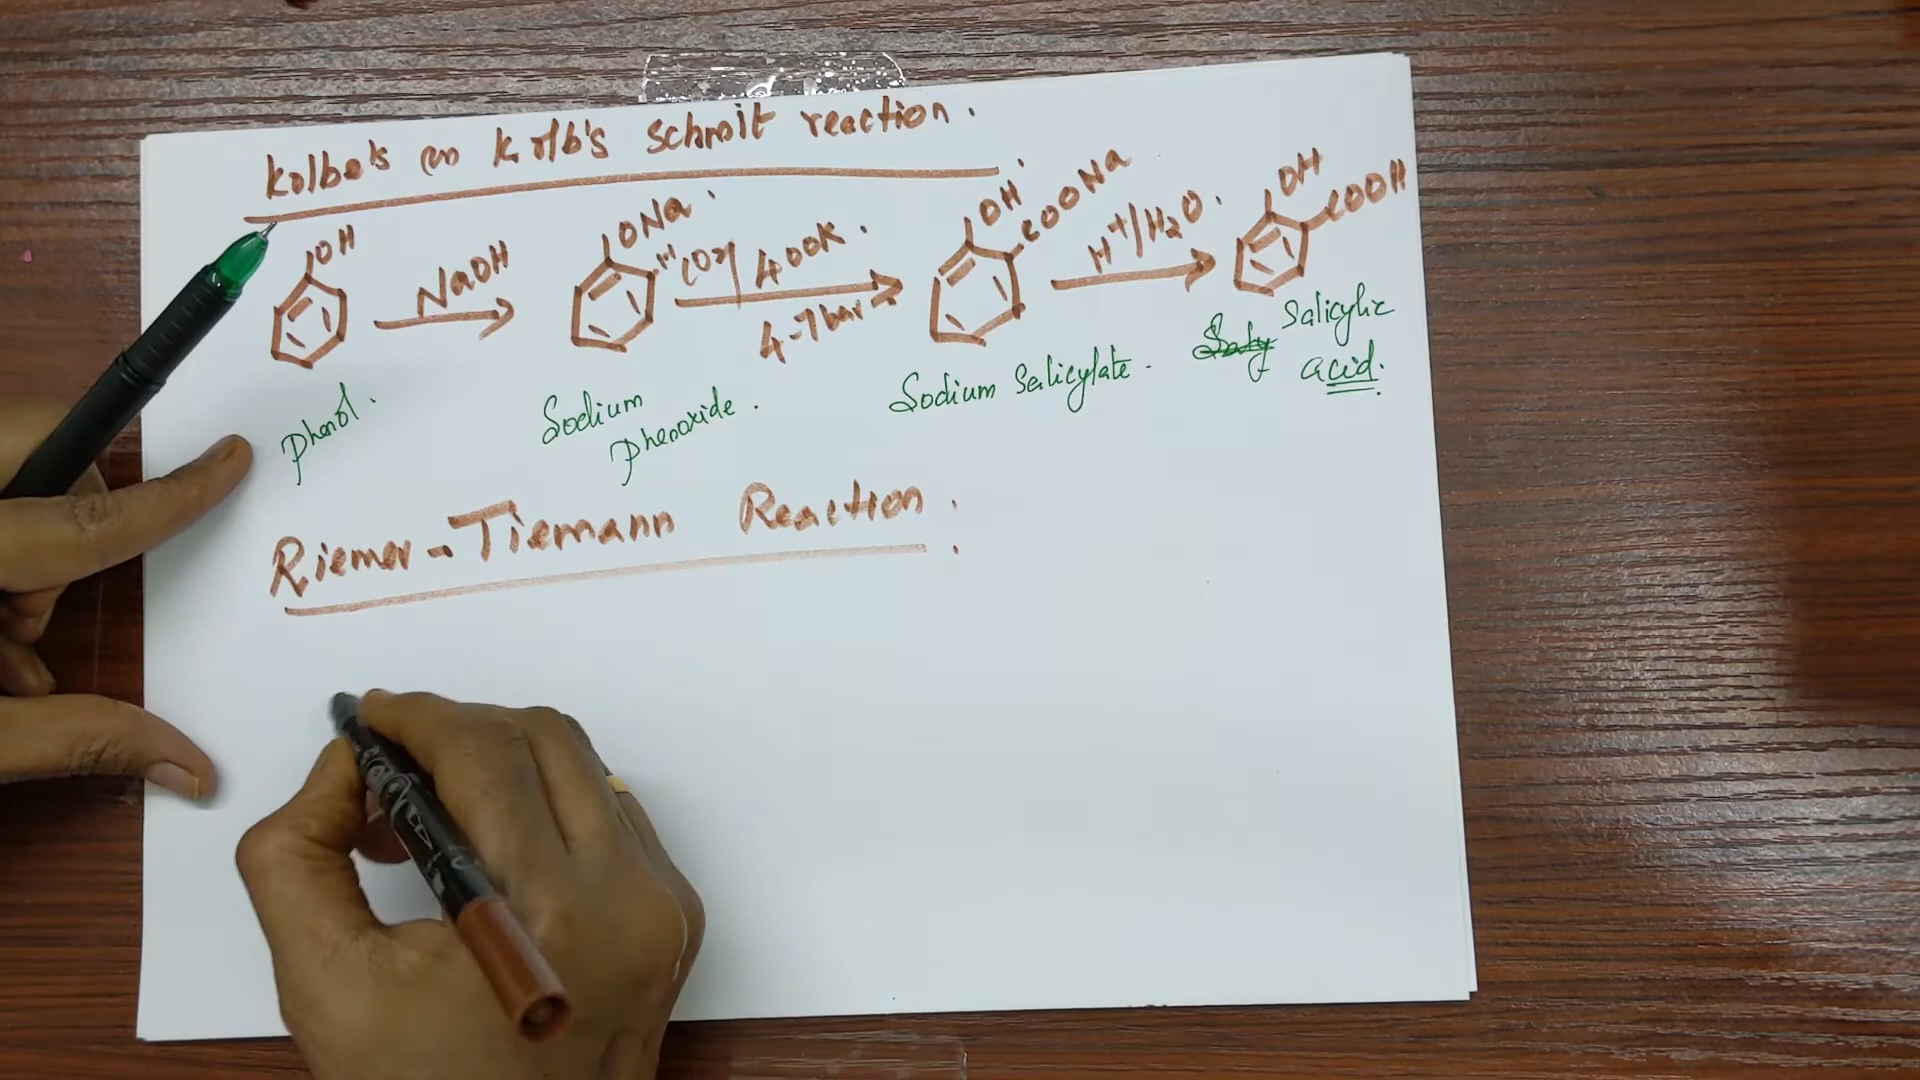 Kolbe's (or) Kolb's Schmit reaction.
OH NaOH ONa H CO2 400K. 4-7bar OH COONa H+/H2O. OH COOH
phenol. Sodium phenoxide. Sodium Salicylate. Salicylic acid.
Riemer-Tiemann Reaction.